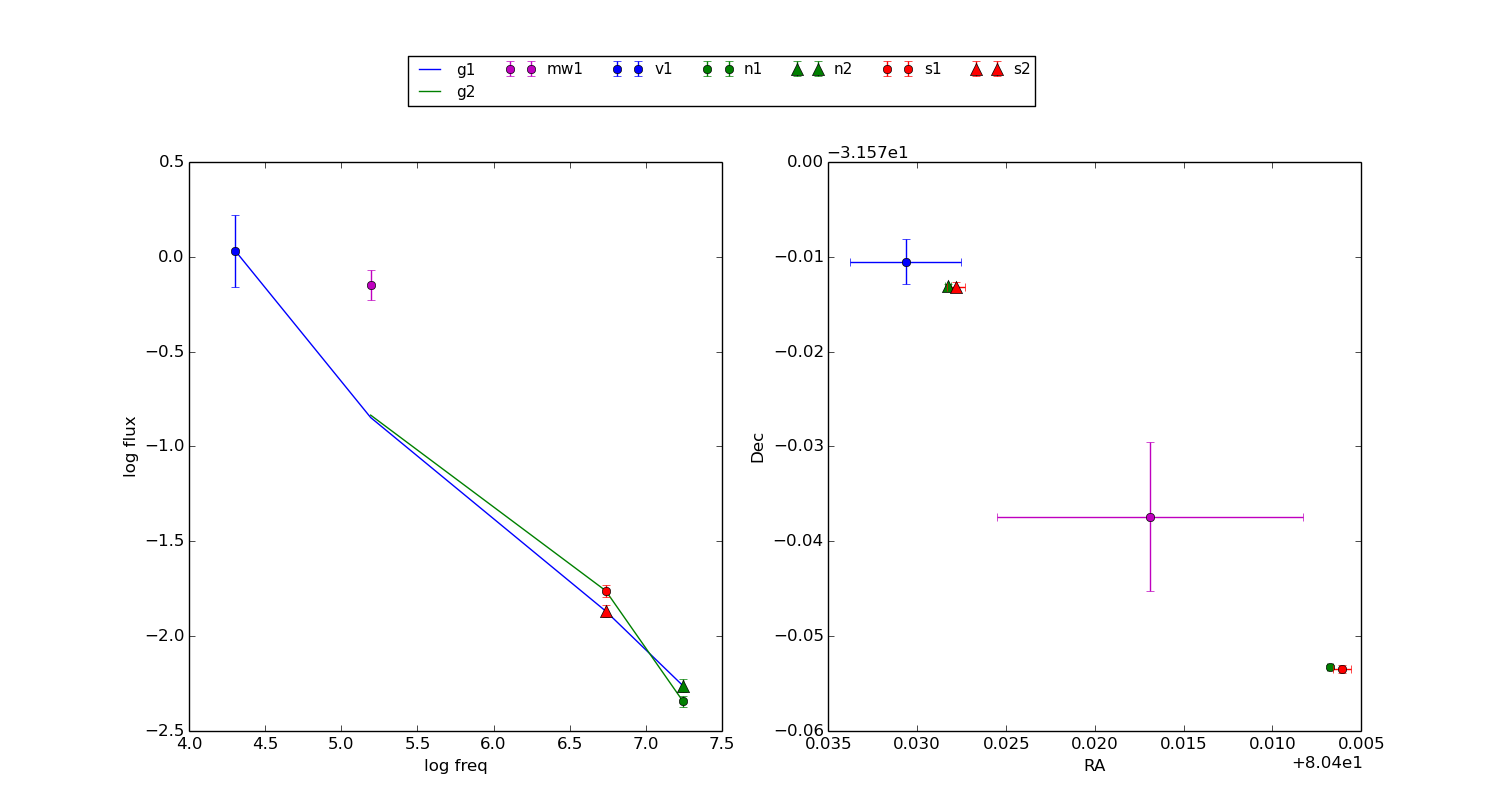 g1 mw1 v1 n1 n2 s1 s2
g2
0.5
0.0
−0.5
−1.0
−1.5
−2.0
−2.5
log flux
4.0 4.5 5.0 5.5 6.0 6.5 7.0 7.5
log freq
−3.157e1
0.00
−0.01
−0.02
−0.03
−0.04
−0.05
−0.06
Dec
0.035 0.030 0.025 0.020 0.015 0.010 0.005
+8.04e1
RA